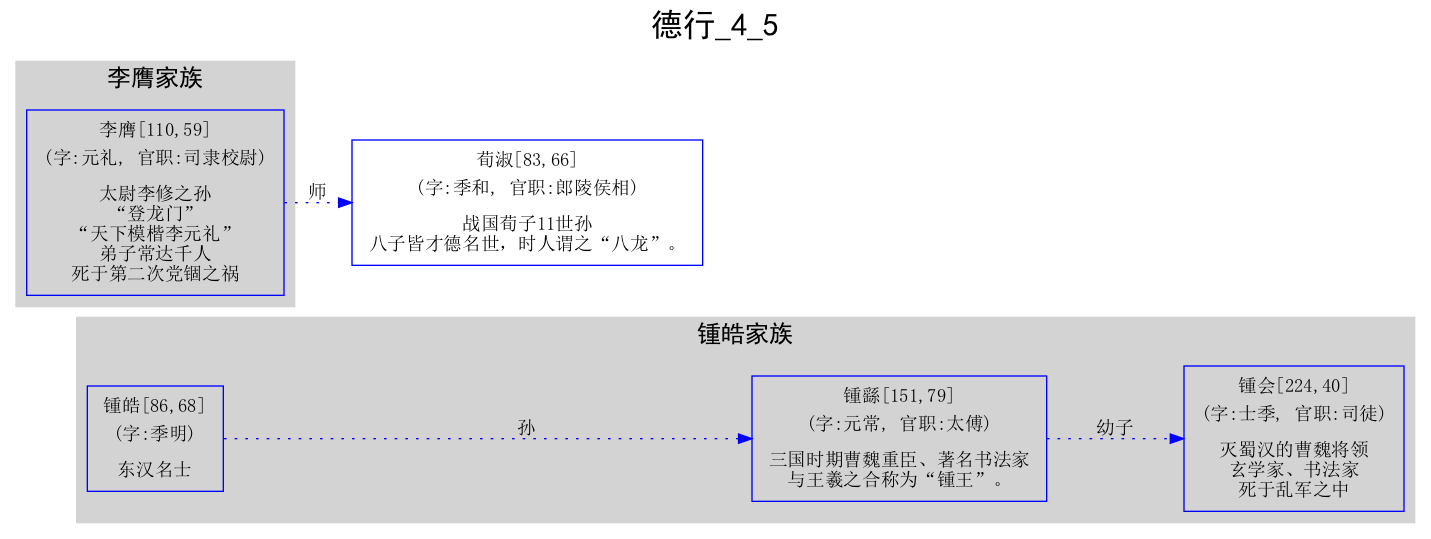 德行_4_5
李膺家族
李膺[110,59]
(字:元礼, 官职:司隶校尉)
太尉李修之孙
“登龙门”
“天下模楷李元礼”
弟子常达千人
死于第二次党锢之祸
师
荀淑[83,66]
(字:季和, 官职:郎陵侯相)
战国荀子11世孙
八子皆才德名世，时人谓之“八龙”。
锺皓家族
锺皓[86,68]
(字:季明)
东汉名士
孙
锺繇[151,79]
(字:元常, 官职:太傅)
三国时期曹魏重臣、著名书法家
与王羲之合称为“锺王”。
幼子
锺会[224,40]
(字:士季, 官职:司徒)
灭蜀汉的曹魏将领
玄学家、书法家
死于乱军之中